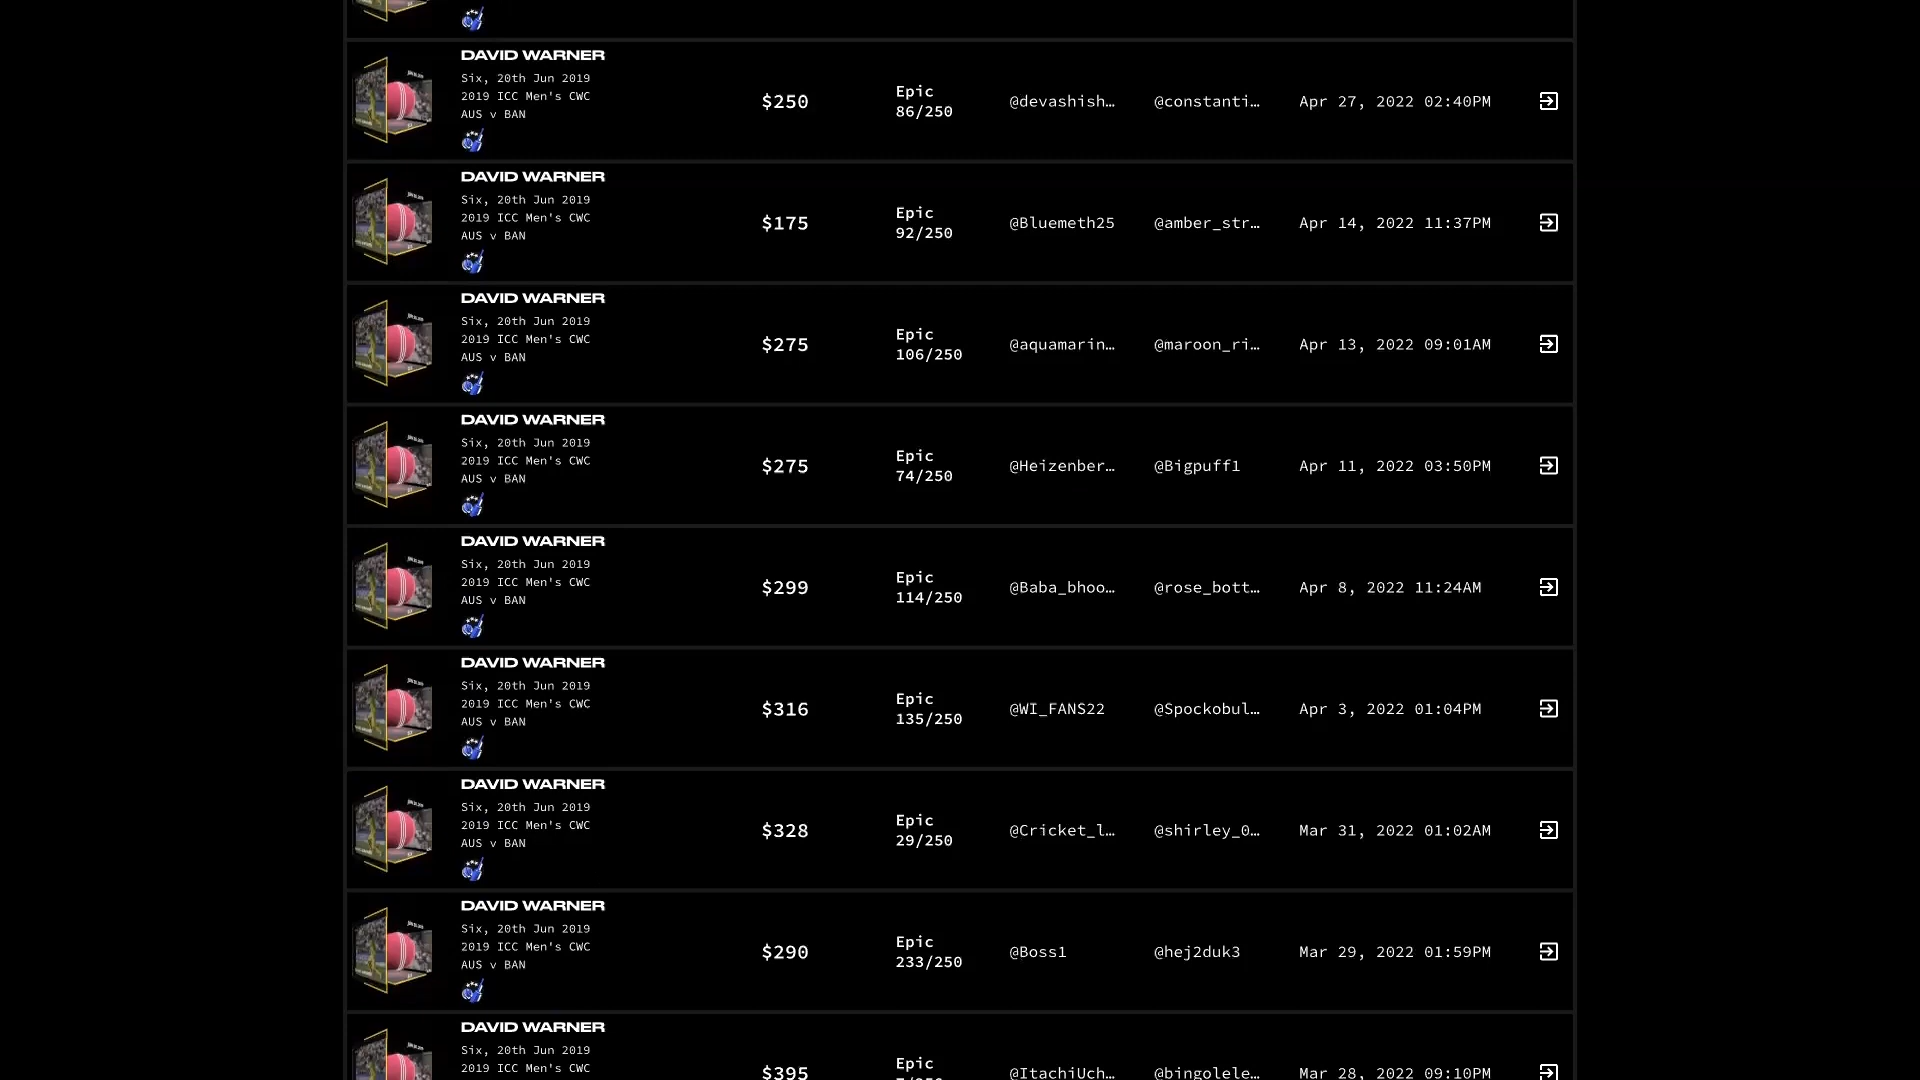 DAVID WARNER
Six, 20th Jun 2019
2019 ICC Men's CWC
AUS v BAN
$250
Epic
86/250
@devashish…
@constanti…
Apr 27, 2022 02:40PM
DAVID WARNER
Six, 20th Jun 2019
2019 ICC Men's CWC
AUS v BAN
$175
Epic
92/250
@Bluemeth25
@amber_str…
Apr 14, 2022 11:37PM
DAVID WARNER
Six, 20th Jun 2019
2019 ICC Men's CWC
AUS v BAN
$275
Epic
106/250
@aquamarin…
@maroon_ri…
Apr 13, 2022 09:01AM
DAVID WARNER
Six, 20th Jun 2019
2019 ICC Men's CWC
AUS v BAN
$275
Epic
74/250
@Heizenber…
@Bigpuff1
Apr 11, 2022 03:50PM
DAVID WARNER
Six, 20th Jun 2019
2019 ICC Men's CWC
AUS v BAN
$299
Epic
114/250
@Baba_bhoo…
@rose_bott…
Apr 8, 2022 11:24AM
DAVID WARNER
Six, 20th Jun 2019
2019 ICC Men's CWC
AUS v BAN
$316
Epic
135/250
@WI_FANS22
@Spockobul…
Apr 3, 2022 01:04PM
DAVID WARNER
Six, 20th Jun 2019
2019 ICC Men's CWC
AUS v BAN
$328
Epic
29/250
@Cricket_l…
@shirley_0…
Mar 31, 2022 01:02AM
DAVID WARNER
Six, 20th Jun 2019
2019 ICC Men's CWC
AUS v BAN
$290
Epic
233/250
@Boss1
@hej2duk3
Mar 29, 2022 01:59PM
DAVID WARNER
Six, 20th Jun 2019
2019 ICC Men's CWC
$395
Epic
@ItachiUch…
@bingolele…
Mar 28, 2022 09:10PM